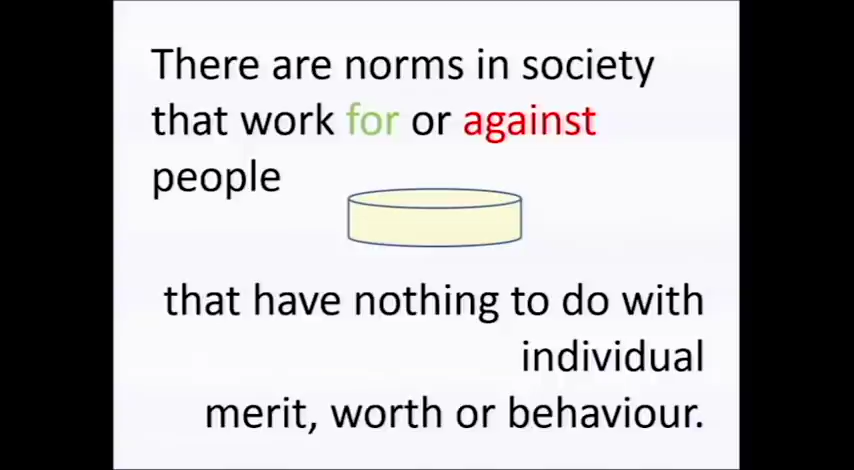 There are norms in society
that work for or against
people
that have nothing to do with
individual
merit, worth or behaviour.